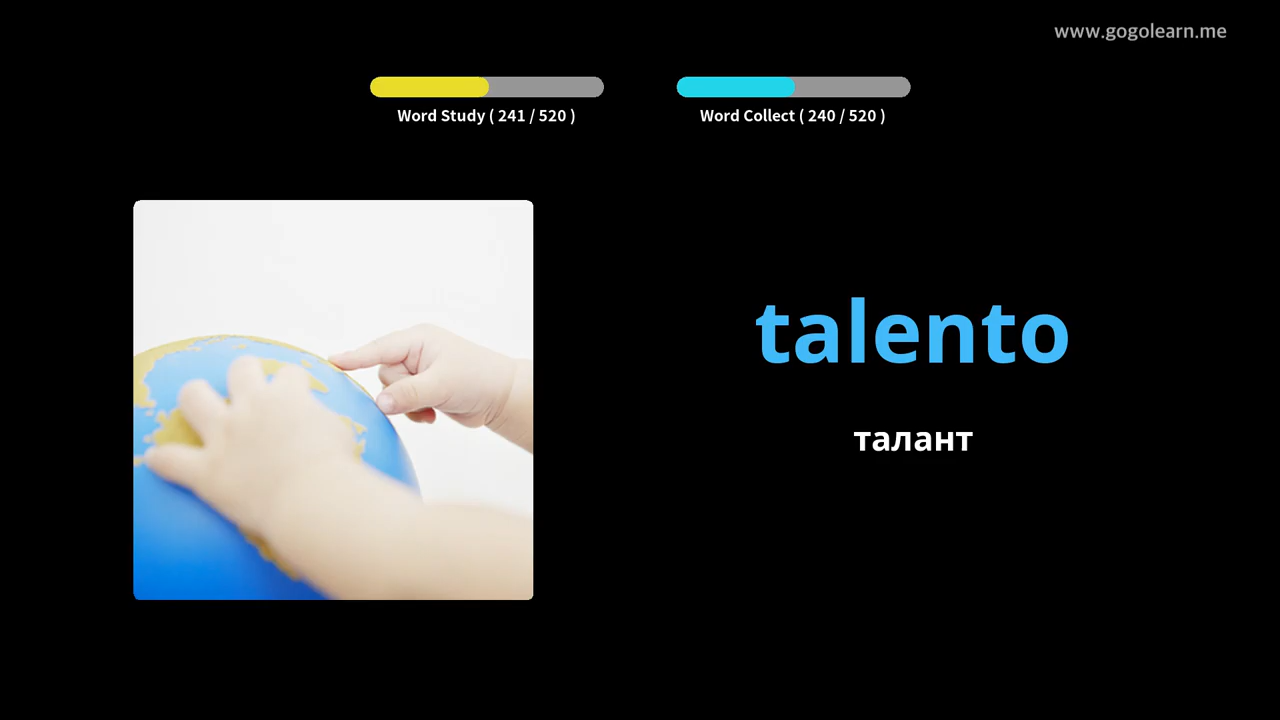 www.gogolearn.me
Word Study ( 241 / 520 )
Word Collect ( 240 / 520 )
talento
талант